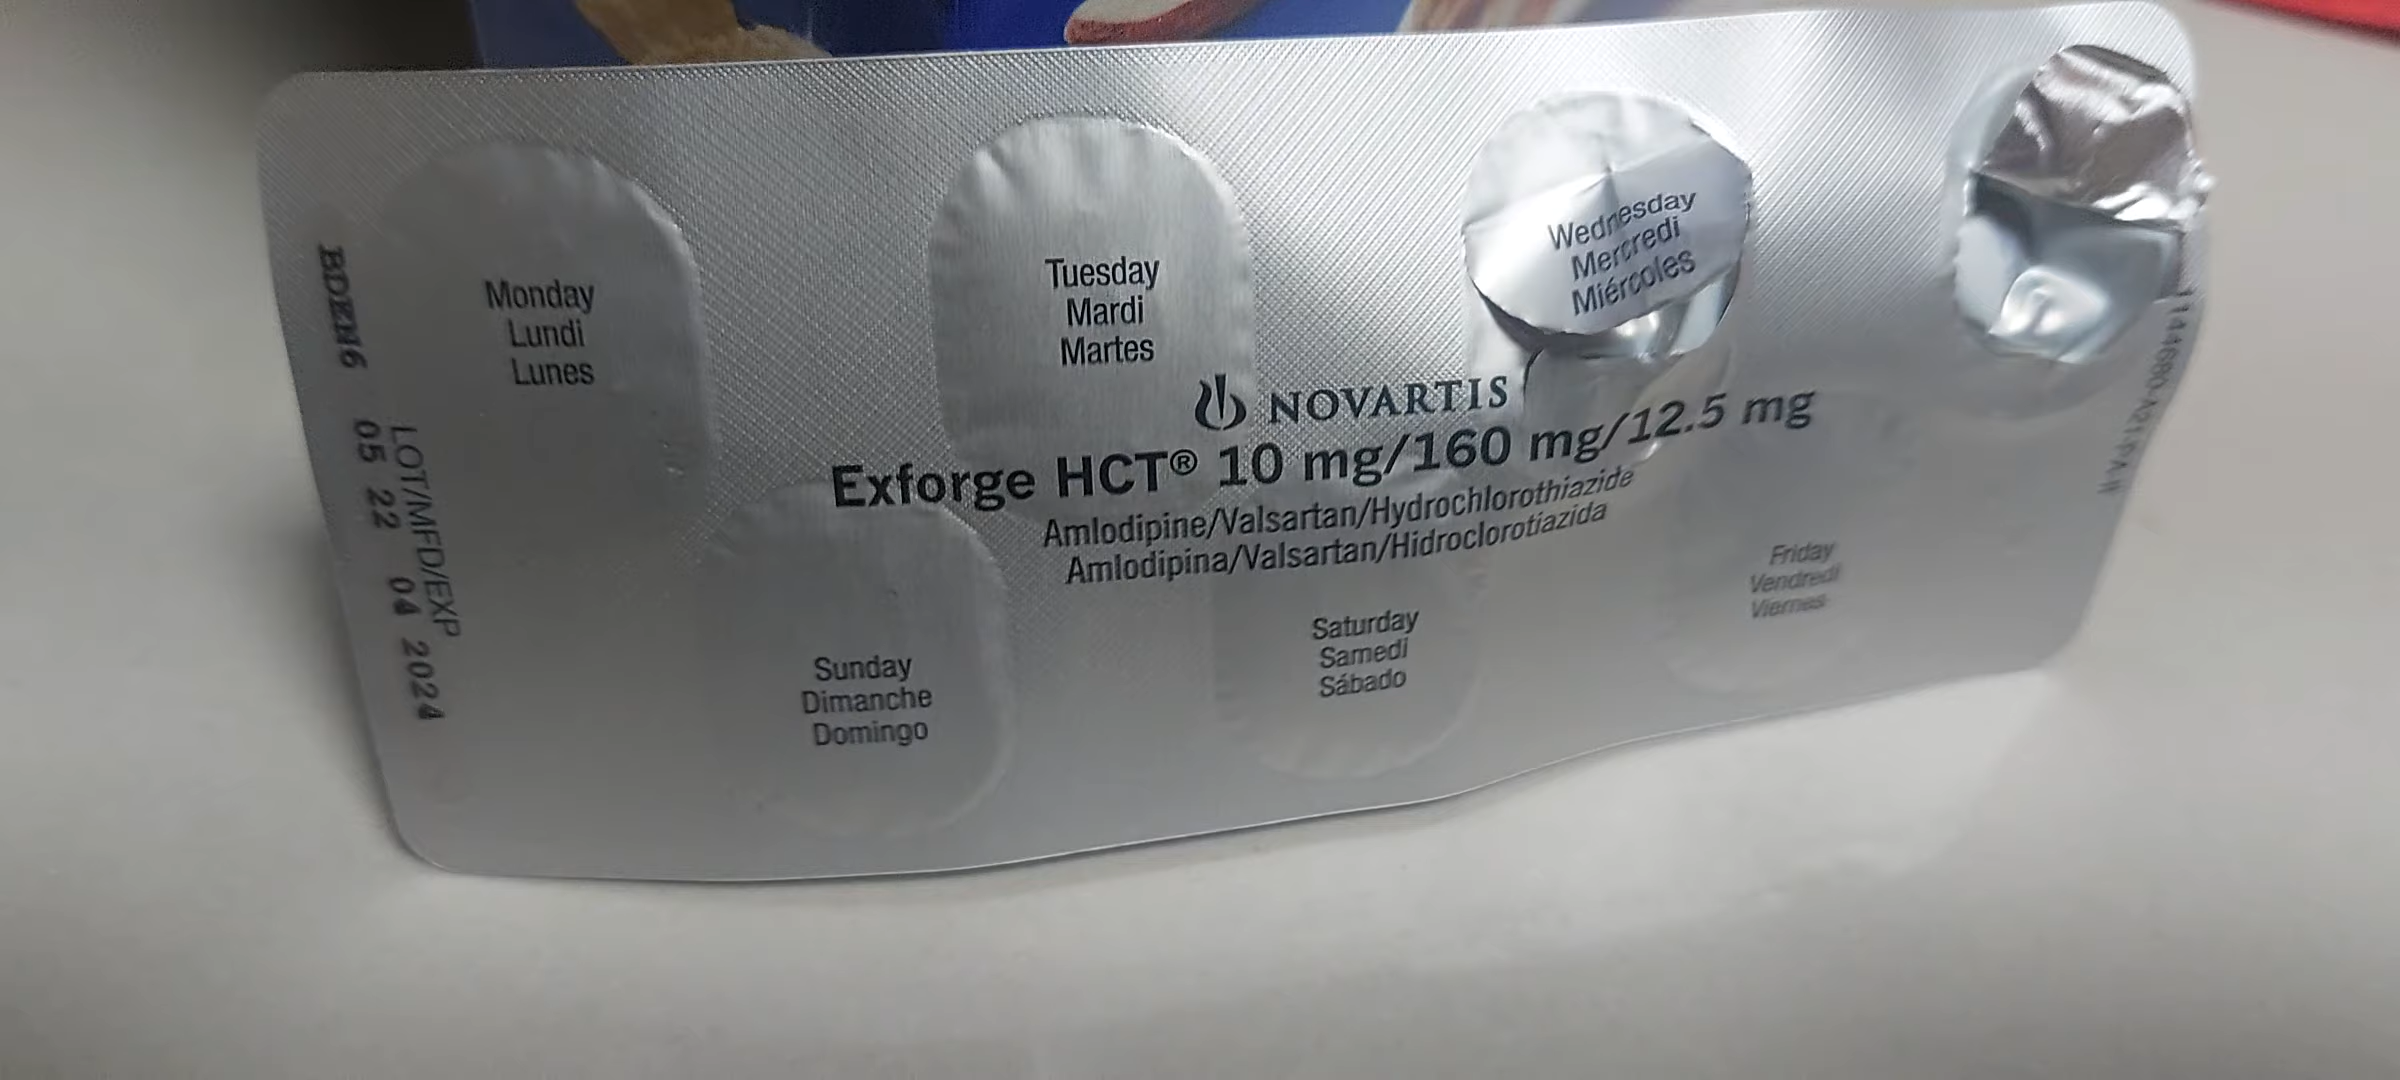 Monday
Lundi
Lunes
Tuesday
Mardi
Martes
Wednesday
Mercredi
Miércoles
NOVARTIS
Exforge HCT® 10 mg/160 mg/12.5 mg
Amlodipine/Valsartan/Hydrochlorothiazide
Amlodipina/Valsartan/Hidroclorotiazida
Sunday
Dimanche
Domingo
Saturday
Samedi
Sábado
Friday
Vendredi
Viernes
LOT/MFD/EXP
05 22 04 2024